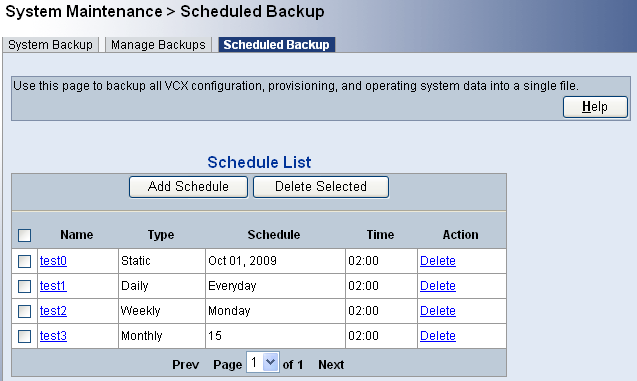 System Maintenance > Scheduled Backup
System Backup Manage Backups Scheduled Backup
Use this page to backup all VCX configuration, provisioning, and operating system data into a single file.
Help
Schedule List
Add Schedule Delete Selected
Name Type Schedule Time Action
test0 Static Oct 01, 2009 02:00 Delete
test1 Daily Everyday 02:00 Delete
test2 Weekly Monday 02:00 Delete
test3 Monthly 15 02:00 Delete
Prev Page 1 of 1 Next